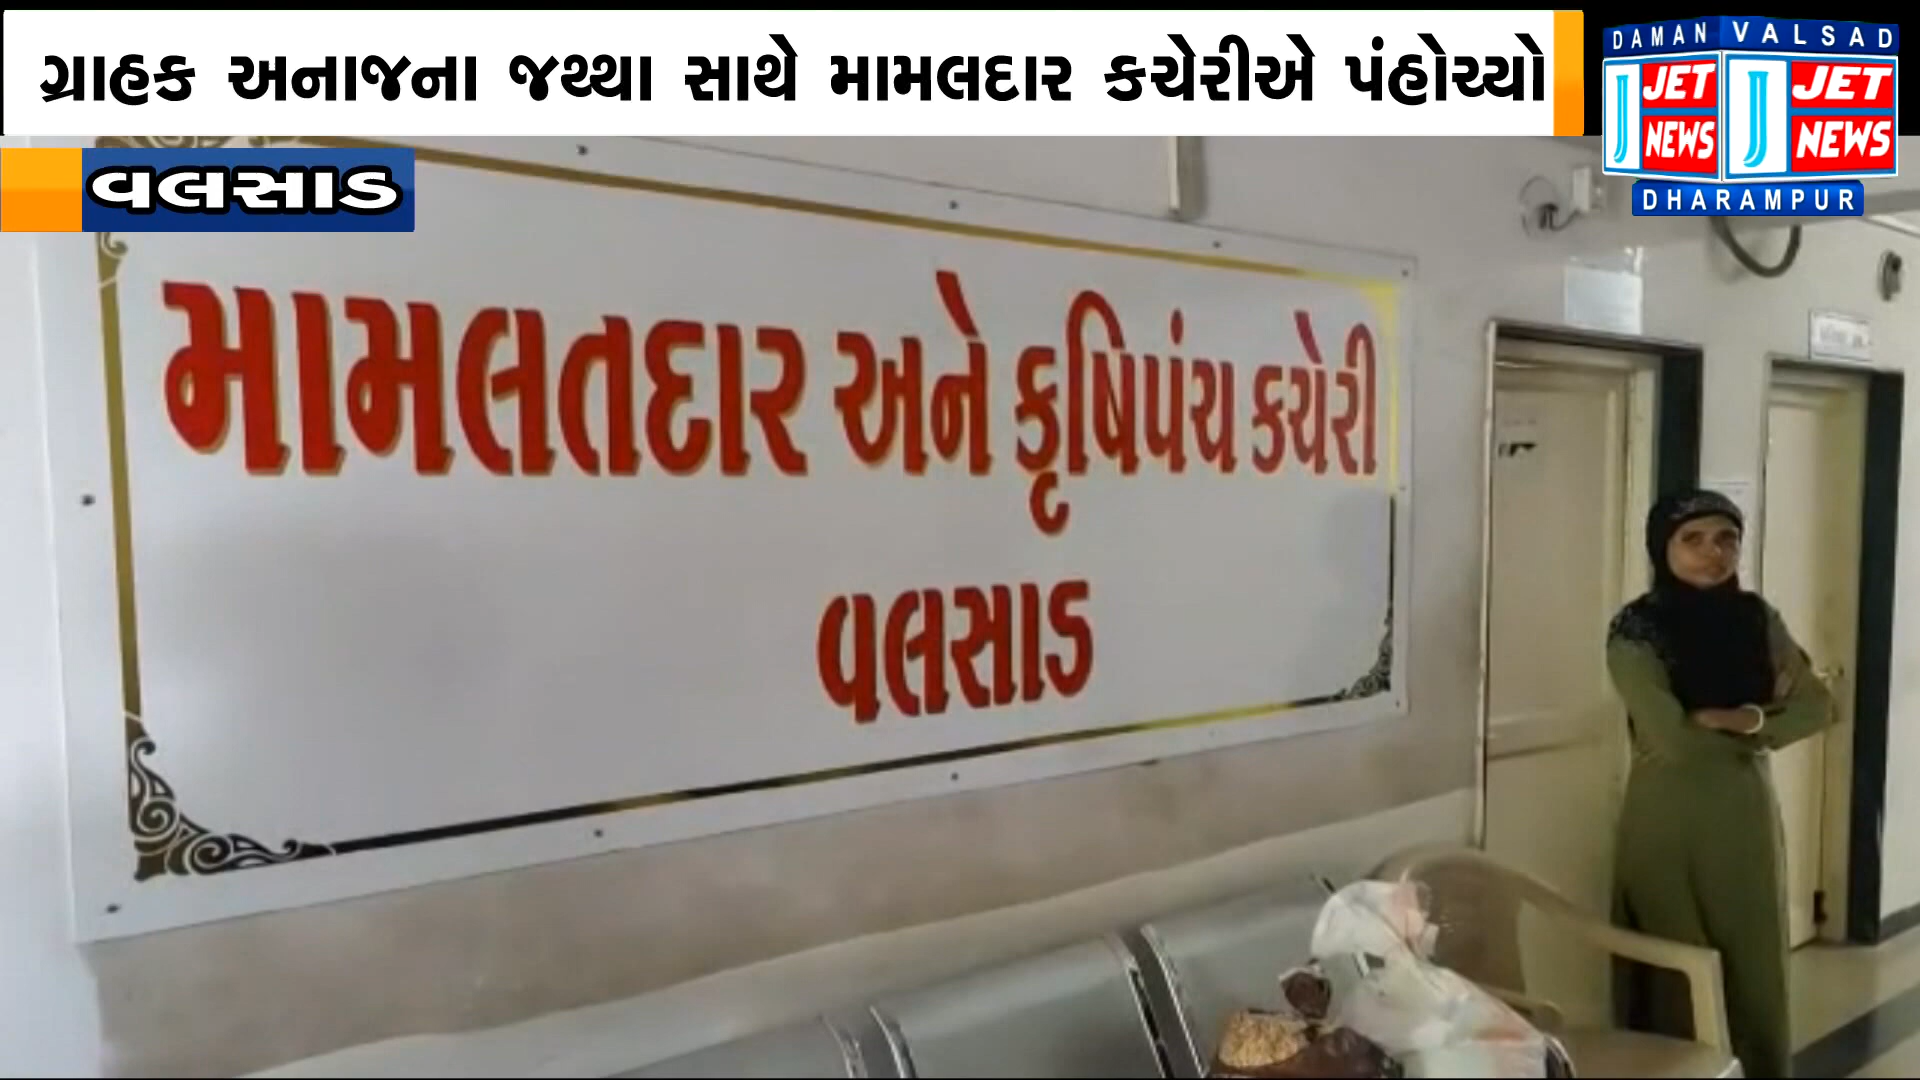 ગ્રાહક અનાજના જથ્થા સાથે મામલદાર કચેરીએ પંહોચ્યો
DAMAN VALSAD
JET NEWS
JET NEWS
DHARAMPUR
વલસાડ
મામલતદાર અને કૃષિપંચ કચેરી
વલસાડ